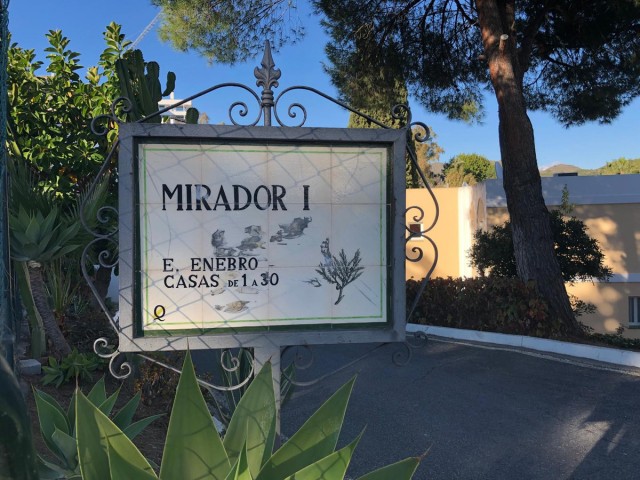 MIRADOR I
E. ENEBRO
CASAS DE 1 A 30
Q